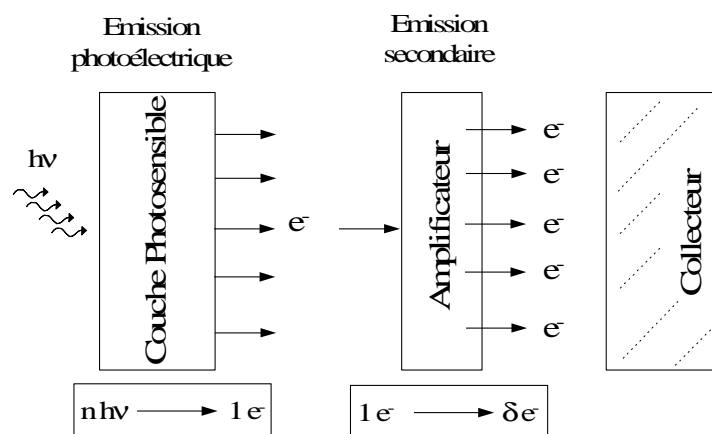 Emission
photoélectrique
Emission
secondaire
hν
Couche Photosensible
e-
Amplificateur
e-
e-
e-
e-
e-
Collecteur
n hν → 1 e-
1 e- → δ e-